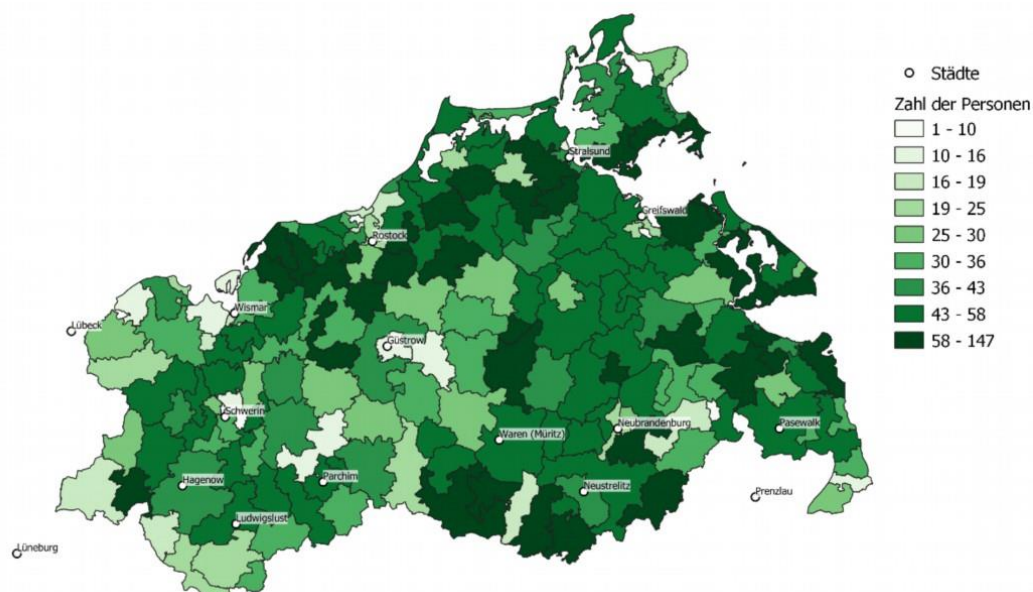 Städte
Zahl der Personen
1 - 10
10 - 16
16 - 19
19 - 25
25 - 30
30 - 36
36 - 43
43 - 58
58 - 147
Stralsund
Greifswald
Rostock
Wismar
Lübeck
Güstrow
Schwerin
Neubrandenburg
Pasewalk
Waren (Müritz)
Hagenow
Parchim
Neustrelitz
Prenzlau
Ludwigslust
Lüneburg